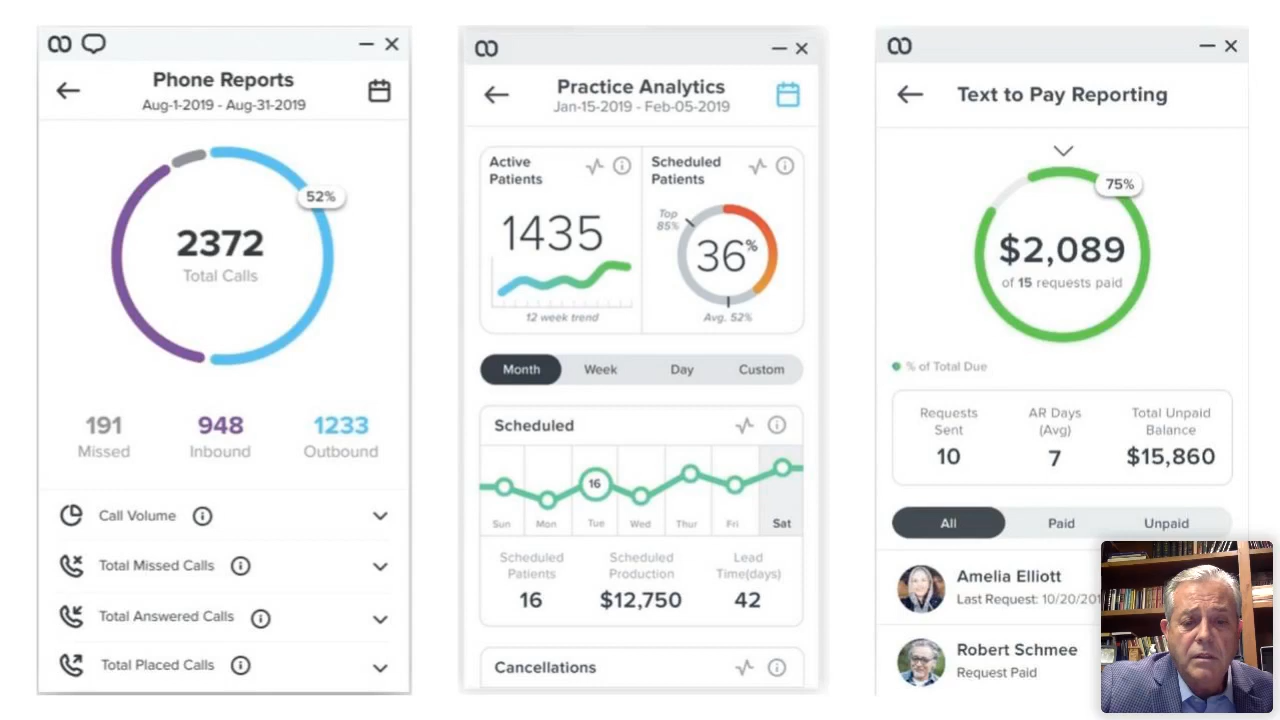 Phone Reports
Aug-1-2019 - Aug-31-2019
52%
2372
Total Calls
191
Missed
948
Inbound
1233
Outbound
Call Volume
Total Missed Calls
Total Answered Calls
Total Placed Calls
Practice Analytics
Jan-15-2019 - Feb-05-2019
Active
Patients
1435
12 week trend
Scheduled
Patients
Top
85%
36%
Avg. 52%
Month Week Day Custom
Scheduled
16
Sun Mon Tue Wed Thur Fri Sat
Scheduled
Patients
16
Scheduled
Production
$12,750
Lead
Time(days)
42
Cancellations
Text to Pay Reporting
75%
$2,089
of 15 requests paid
% of Total Due
Requests
Sent
10
AR Days
(Avg)
7
Total Unpaid
Balance
$15,860
All Paid Unpaid
Amelia Elliott
Last Request: 10/20/201
Robert Schmee
Request Paid